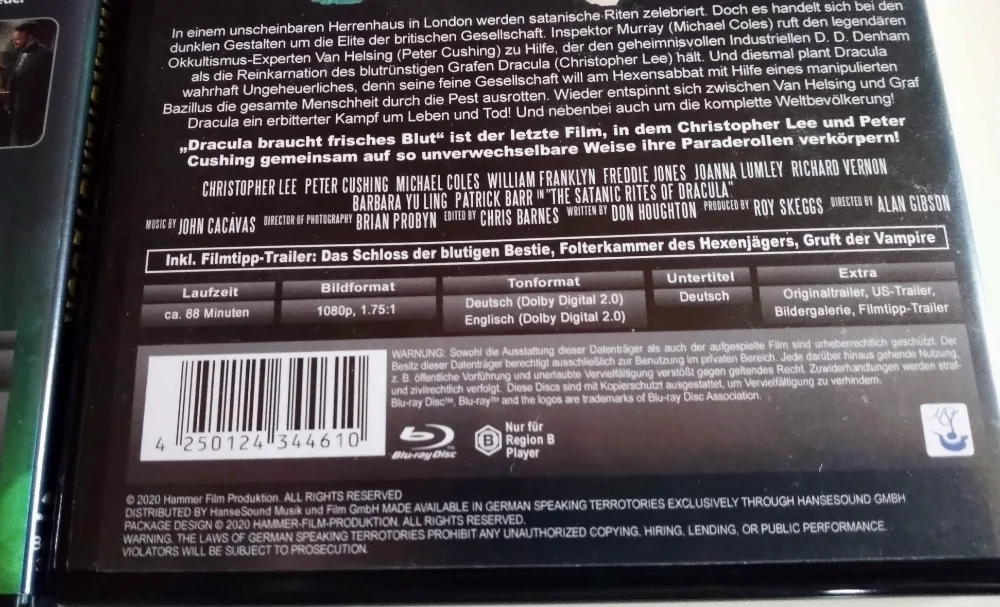 In einem unscheinbaren Herrenhaus in London werden satanische Riten zelebriert. Doch es handelt sich bei den
dunklen Gestalten um die Elite der britischen Gesellschaft. Inspektor Murray (Michael Coles) ruft den legendären
Okkultismus-Experten Van Helsing (Peter Cushing) zu Hilfe, der den geheimnisvollen Industriellen D. D. Denham
als die Reinkarnation des blutrünstigen Grafen Dracula (Christopher Lee) hält. Und diesmal plant Dracula
wahrhaft Ungeheuerliches, denn seine feine Gesellschaft will am Hexensabbat mit Hilfe eines manipulierten
Bazillus die gesamte Menschheit durch die Pest ausrotten. Wieder entspinnt sich zwischen Van Helsing und Graf
Dracula ein erbitterter Kampf um Leben und Tod! Und nebenbei auch um die komplette Weltbevölkerung!
„Dracula braucht frisches Blut“ ist der letzte Film, in dem Christopher Lee und Peter
Cushing gemeinsam auf so unverwechselbare Weise ihre Paraderollen verkörpern!
CHRISTOPHER LEE PETER CUSHING MICHAEL COLES WILLIAM FRANKLYN FREDDIE JONES JOANNA LUMLEY RICHARD VERNON
BARBARA YU LING PATRICK BARR IN "THE SATANIC RITES OF DRACULA"
MUSIC BY JOHN CACAVAS DIRECTOR OF PHOTOGRAPHY BRIAN PROBYN EDITED BY CHRIS BARNES WRITTEN BY DON HOUGHTON PRODUCED BY ROY SKEGGS DIRECTED BY ALAN GIBSON
Inkl. Filmtipp-Trailer: Das Schloss der blutigen Bestie, Folterkammer des Hexenjägers, Gruft der Vampire
Laufzeit Bildformat Tonformat Untertitel Extra
ca. 88 Minuten 1080p, 1.75:1 Deutsch (Dolby Digital 2.0) Deutsch Originaltrailer, US-Trailer,
Englisch (Dolby Digital 2.0) Bildergalerie, Filmtipp-Trailer
WARNUNG: Sowohl die Ausstattung dieser Datenträger als auch der aufgespielte Film sind urheberrechtlich geschützt. Der
Besitz dieser Datenträger berechtigt ausschließlich zur Benutzung im privaten Bereich. Jede darüber hinaus gehende Nutzung,
z. B. öffentliche Vorführung und unerlaubte Vervielfältigung verstößt gegen geltendes Recht. Zuwiderhandlungen werden straf-
und zivilrechtlich verfolgt. Diese Discs sind mit Kopierschutz ausgestattet, um Vervielfältigung zu verhindern.
Blu-ray Disc™, Blu-ray™ and the logos are trademarks of Blu-ray Disc Association.
4 250124 344610
Blu-ray Disc
B
Nur für
Region B
Player
© 2020 Hammer Film Produktion. ALL RIGHTS RESERVED
DISTRIBUTED BY HanseSound Musik und Film GmbH MADE AVAILABLE IN GERMAN SPEAKING TERROTORIES EXCLUSIVELY THROUGH HANSESOUND GMBH
PACKAGE DESIGN © 2020 HAMMER-FILM-PRODUKTION. ALL RIGHTS RESERVED.
WARNING. THE LAWS OF GERMAN SPEAKING TERROTORIES PROHIBIT ANY UNAUTHORIZED COPYING, HIRING, LENDING, OR PUBLIC PERFORMANCE.
VIOLATORS WILL BE SUBJECT TO PROSECUTION.